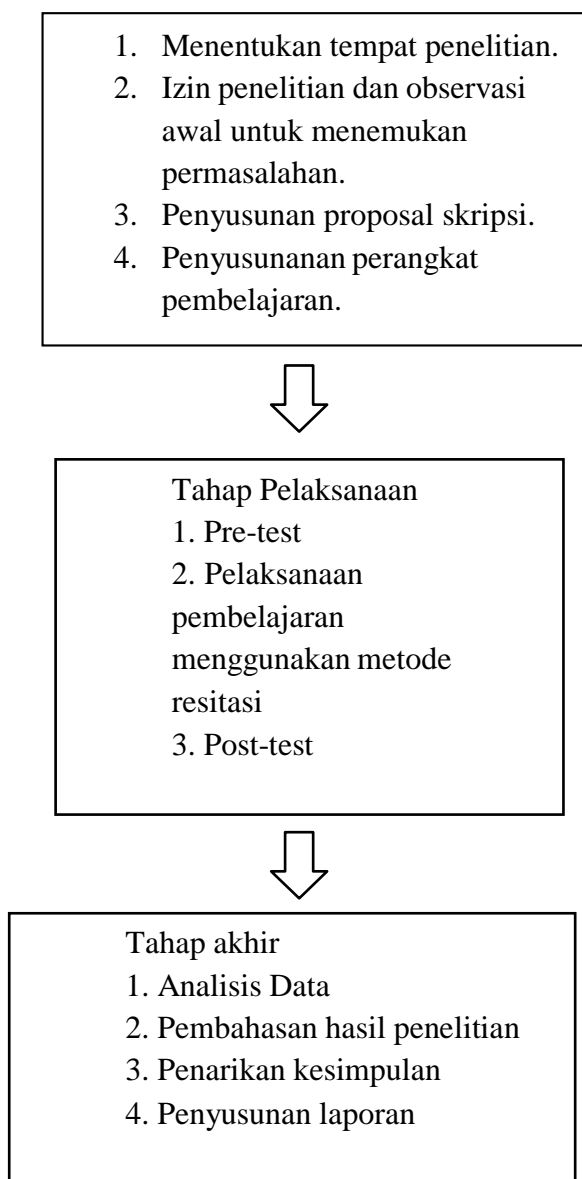 1. Menentukan tempat penelitian.
2. Izin penelitian dan observasi
awal untuk menemukan
permasalahan.
3. Penyusunan proposal skripsi.
4. Penyusunanan perangkat
pembelajaran.
Tahap Pelaksanaan
1. Pre-test
2. Pelaksanaan
pembelajaran
menggunakan metode
resitasi
3. Post-test
Tahap akhir
1. Analisis Data
2. Pembahasan hasil penelitian
3. Penarikan kesimpulan
4. Penyusunan laporan